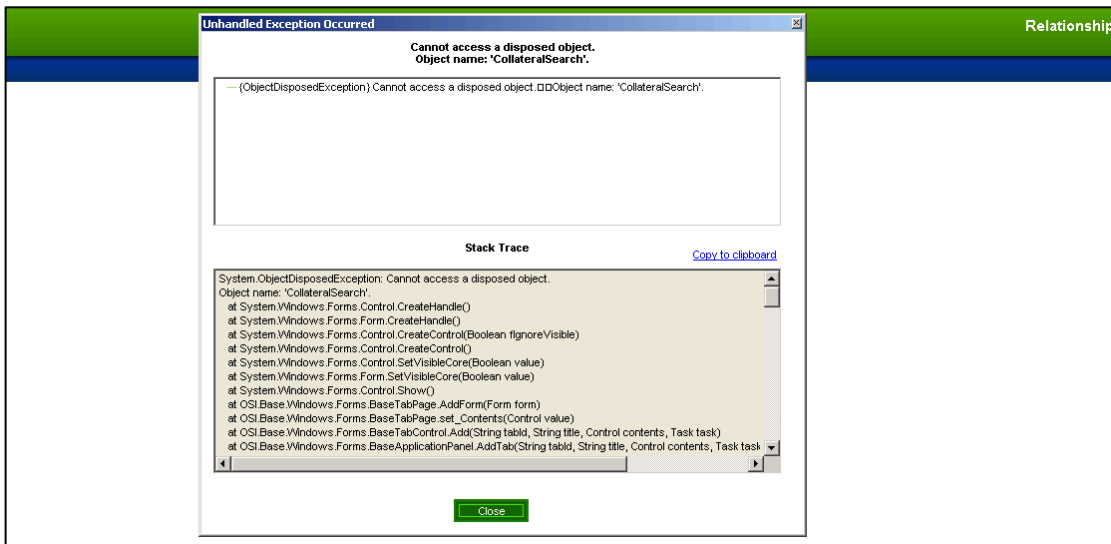 Unhandled Exception Occurred
Relationship
Cannot access a disposed object.
Object name: 'CollateralSearch'.
{ObjectDisposedException} Cannot access a disposed object.□□Object name: 'CollateralSearch'.
Stack Trace
Copy to clipboard
System.ObjectDisposedException: Cannot access a disposed object.
Object name: 'CollateralSearch'.
at System.Windows.Forms.Control.CreateHandle()
at System.Windows.Forms.Form.CreateHandle()
at System.Windows.Forms.Control.CreateControl(Boolean fIgnoreVisible)
at System.Windows.Forms.Control.CreateControl()
at System.Windows.Forms.Control.SetVisibleCore(Boolean value)
at System.Windows.Forms.Form.SetVisibleCore(Boolean value)
at System.Windows.Forms.Control.Show()
at OSI.Base.Windows.Forms.BaseTabPage.AddForm(Form form)
at OSI.Base.Windows.Forms.BaseTabPage.set_Contents(Control value)
at OSI.Base.Windows.Forms.BaseTabControl.Add(String tabId, String title, Control contents, Task task)
at OSI.Base.Windows.Forms.BaseApplicationPanel.AddTab(String tabId, String title, Control contents, Task task
Close